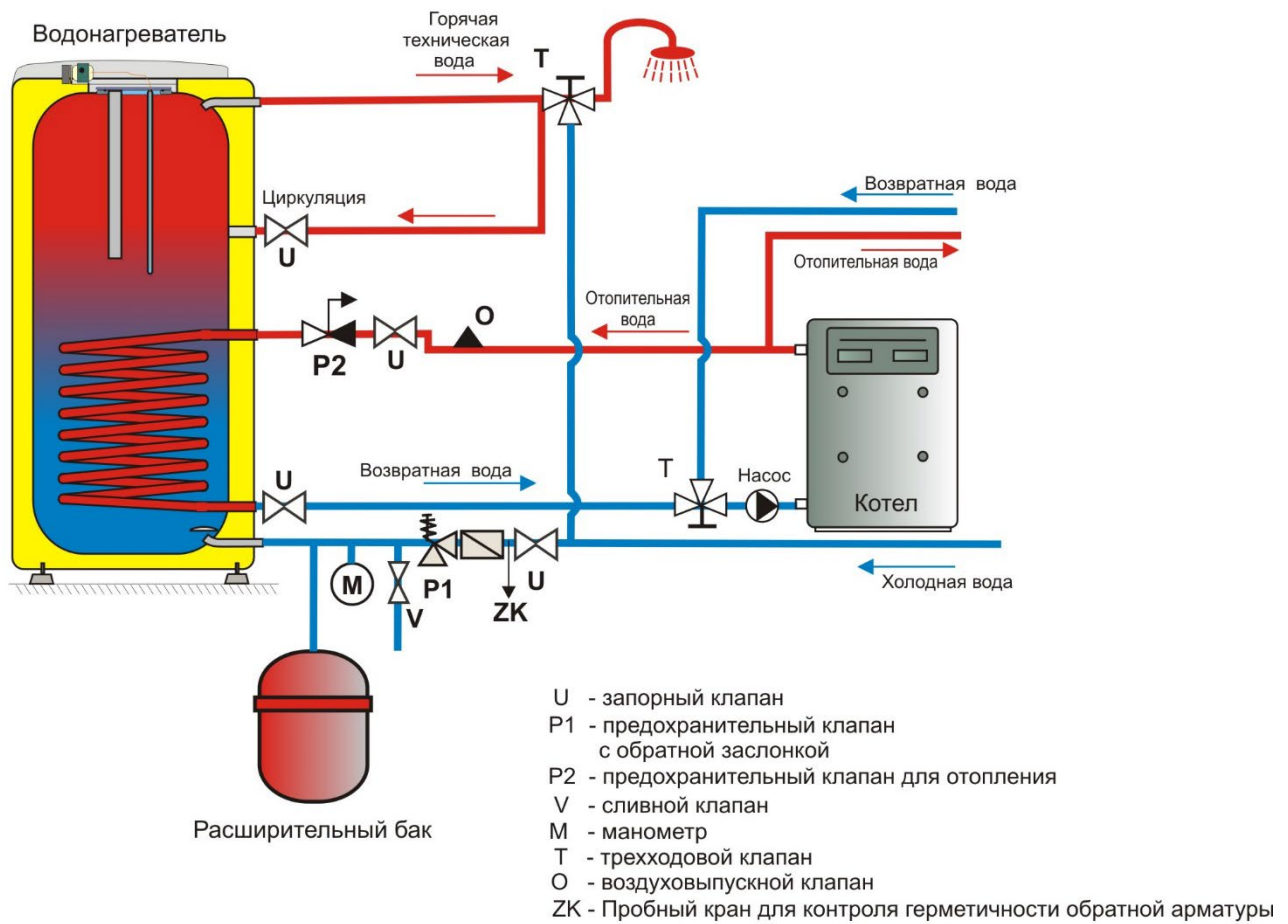 Водонагреватель
Горячая
техническая
вода
T
Возвратная вода
Циркуляция
U
Отопительная вода
Отопительная
вода
O
P2
U
U
Возвратная вода
T
Насос
Котел
M
V
P1
ZK
U
Холодная вода
Расширительный бак
U - запорный клапан
P1 - предохранительный клапан
с обратной заслонкой
P2 - предохранительный клапан для отопления
V - сливной клапан
M - манометр
T - трехходовой клапан
O - воздуховыпускной клапан
ZK - Пробный кран для контроля герметичности обратной арматуры